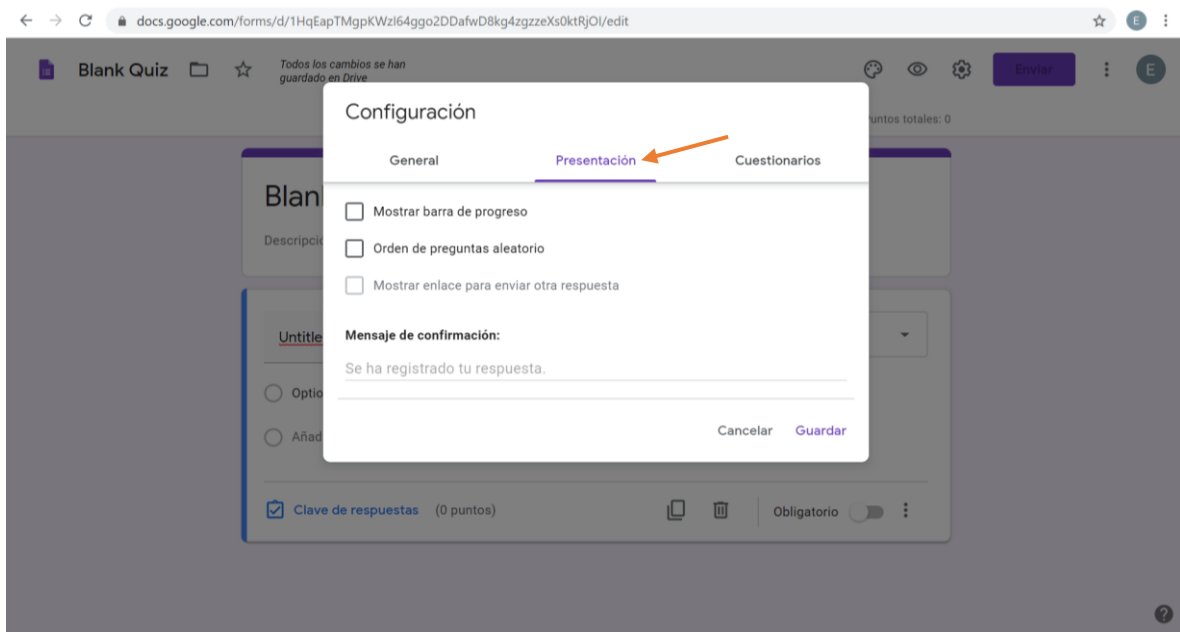 docs.google.com/forms/d/1HqEapTMgpKWzI64ggo2DDafwD8kg4zgzzeXs0ktRjOI/edit
E
Blank Quiz
Todos los cambios se han
guardado en Drive
Enviar
E
untos totales: 0
Configuración
General
Presentación
Cuestionarios
Blan
Descripció
Mostrar barra de progreso
Orden de preguntas aleatorio
Mostrar enlace para enviar otra respuesta
Untitle
Mensaje de confirmación:
Se ha registrado tu respuesta.
Optio
Añad
Cancelar
Guardar
Clave de respuestas
(0 puntos)
Obligatorio